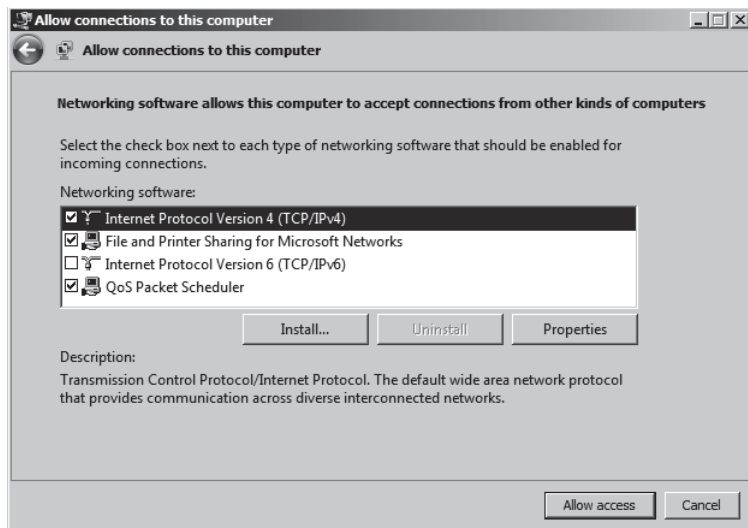 Allow connections to this computer
Allow connections to this computer
Networking software allows this computer to accept connections from other kinds of computers
Select the check box next to each type of networking software that should be enabled for
incoming connections.
Networking software:
Internet Protocol Version 4 (TCP/IPv4)
File and Printer Sharing for Microsoft Networks
Internet Protocol Version 6 (TCP/IPv6)
QoS Packet Scheduler
Install... Uninstall Properties
Description:
Transmission Control Protocol/Internet Protocol. The default wide area network protocol
that provides communication across diverse interconnected networks.
Allow access Cancel